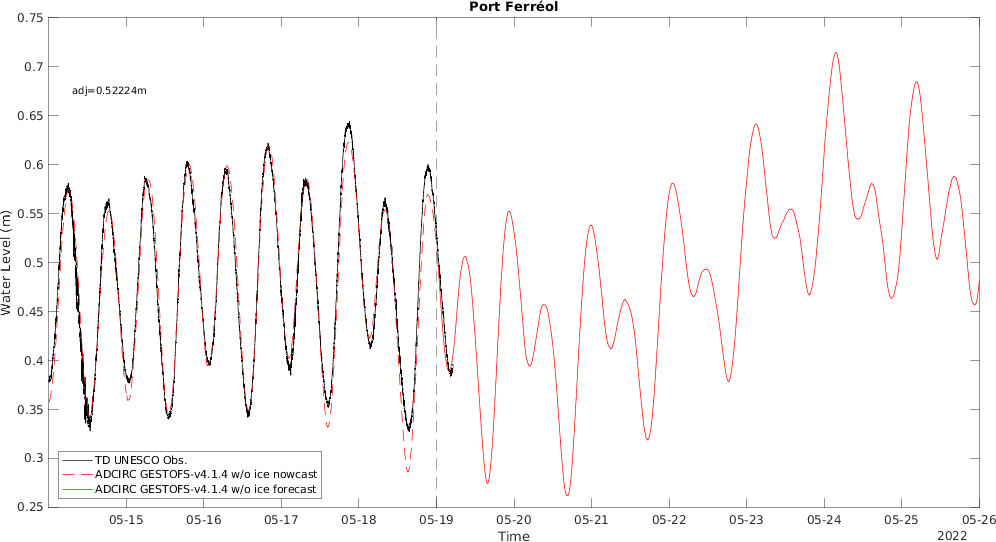 Port Ferréol
0.75
0.7
0.65
0.6
0.55
0.5
0.45
0.4
0.35
0.3
0.25
Water Level (m)
adj=0.52224m
TD UNESCO Obs.
ADCIRC GESTOFS-v4.1.4 w/o ice nowcast
ADCIRC GESTOFS-v4.1.4 w/o ice forecast
05-15 05-16 05-17 05-18 05-19 05-20 05-21 05-22 05-23 05-24 05-25 05-26
Time
2022